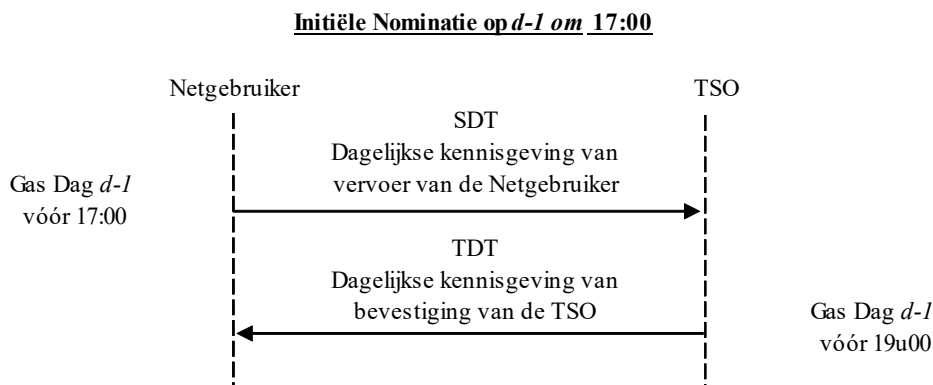 Initiële Nominatie op d-1 om 17:00
Netgebruiker
TSO
SDT
Dagelijkse kennisgeving van
vervoer van de Netgebruiker
Gas Dag d-1
vóór 17:00
TDT
Dagelijkse kennisgeving van
bevestiging van de TSO
Gas Dag d-1
vóór 19u00